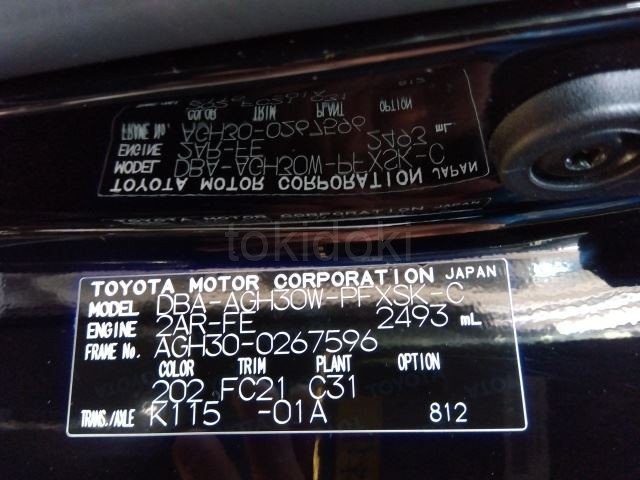 TOYOTA MOTOR CORPORATION JAPAN
MODEL DBA-AGH30W-PFXSK-C
ENGINE 2AR-FE 2493 mL
FRAME No. AGH30-0267596
COLOR TRIM PLANT OPTION
202 FC21 C31
TRANS./AXLE K115 -01A 812
tokidoki